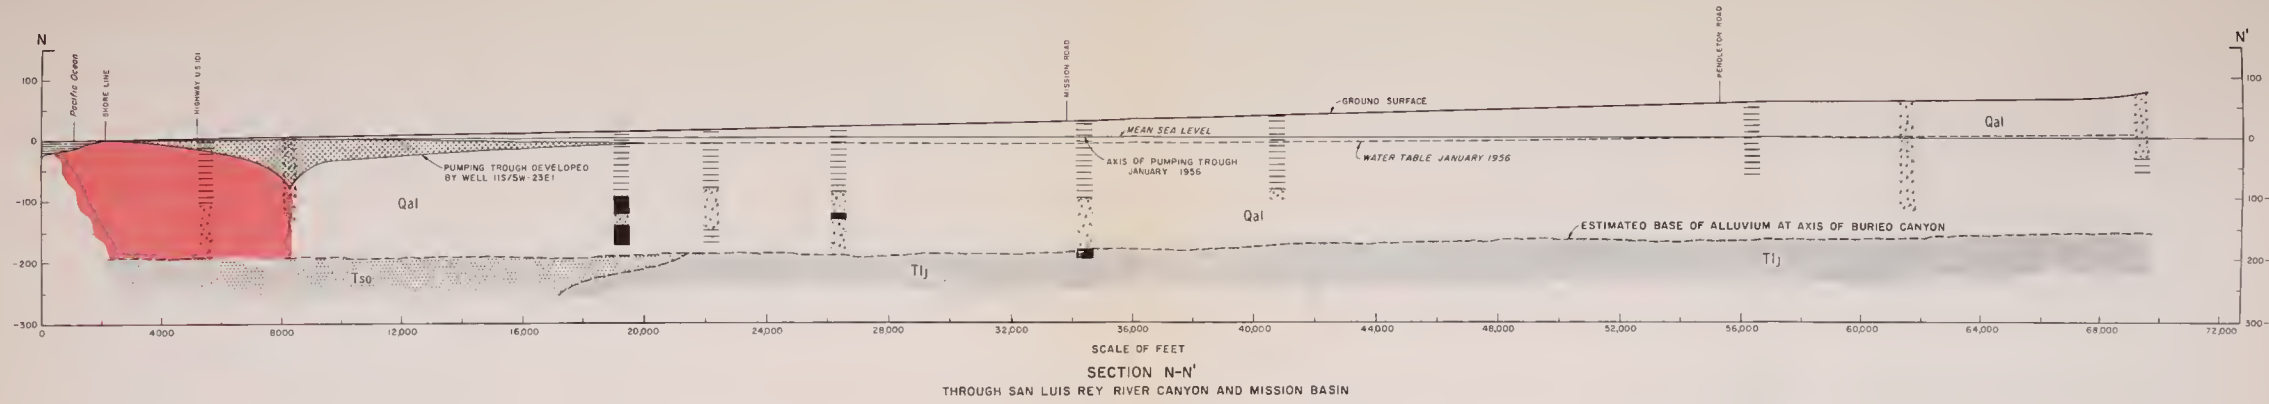 N
N'
Pacific Ocean
SHORE LINE
HIGHWAY U.S. 101
MISSION ROAD
PENDLETON ROAD
100
0
-100
-200
-300
100
0
100
200
300
GROUND SURFACE
MEAN SEA LEVEL
PUMPING TROUGH DEVELOPED
BY WELL 11S/5W-23E1
AXIS OF PUMPING TROUGH
JANUARY 1956
WATER TABLE JANUARY 1956
Qal
Qal
Qal
ESTIMATED BASE OF ALLUVIUM AT AXIS OF BURIED CANYON
Tso
Tlj
Tlj
0 4000 8000 12,000 16,000 20,000 24,000 28,000 32,000 36,000 40,000 44,000 48,000 52,000 56,000 60,000 64,000 68,000 72,000
SCALE OF FEET
SECTION N-N'
THROUGH SAN LUIS REY RIVER CANYON AND MISSION BASIN